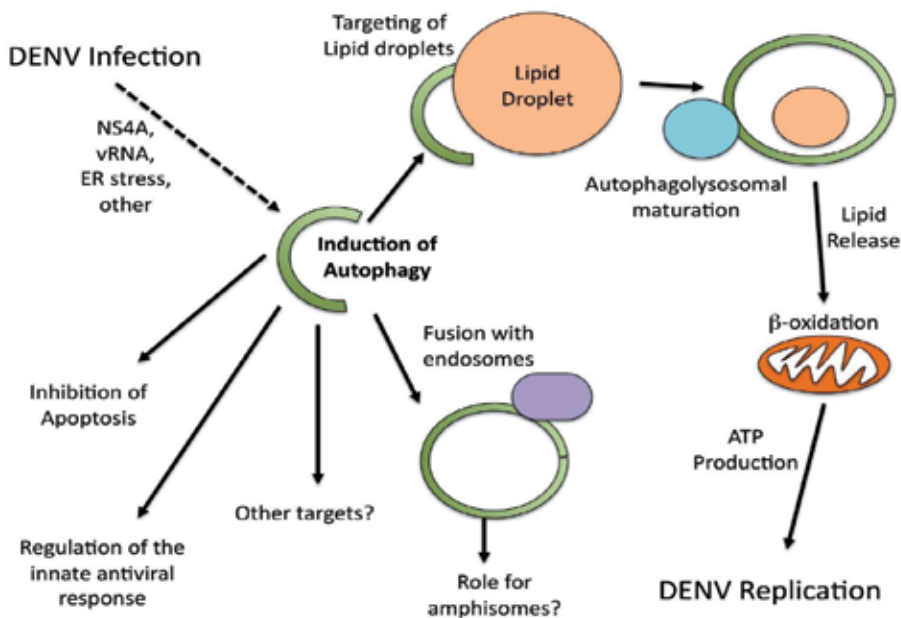 DENV Infection
NS4A,
vRNA,
ER stress,
other
Targeting of
Lipid droplets
Lipid
Droplet
Autophagolysosomal
maturation
Lipid
Release
β-oxidation
ATP
Production
DENV Replication
Induction of
Autophagy
Fusion with
endosomes
Role for
amphisomes?
Other targets?
Inhibition of
Apoptosis
Regulation of the
innate antiviral
response